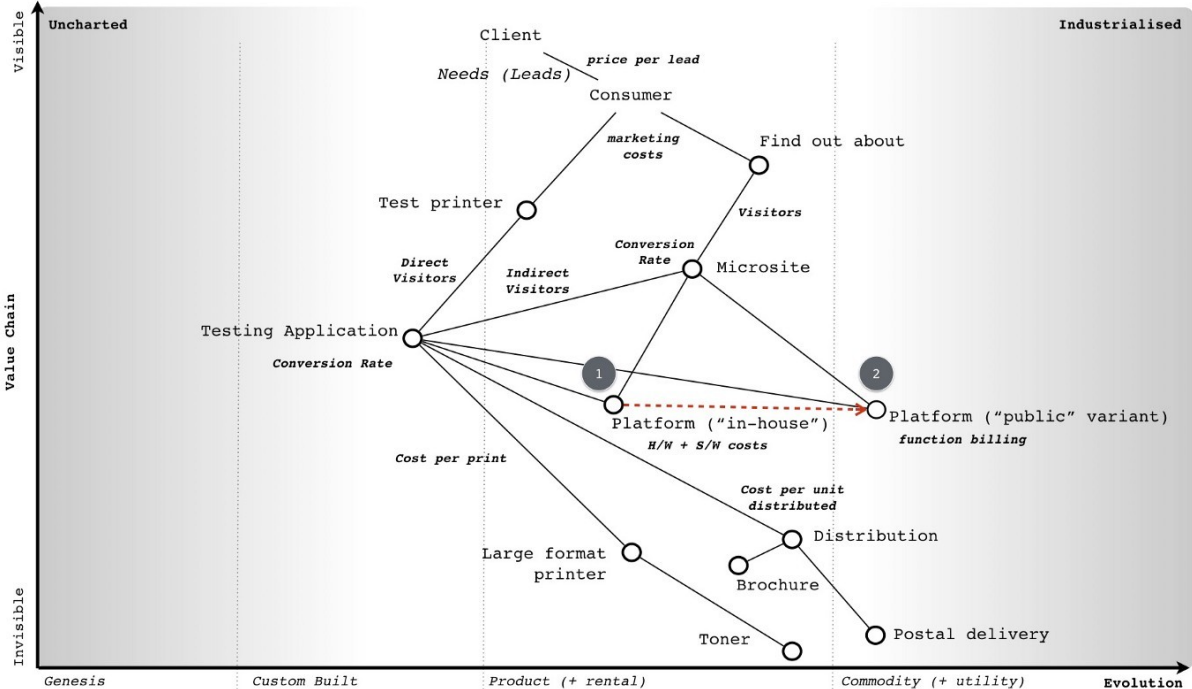 Visible
Uncharted
Industrialised
Client
price per lead
Needs (Leads)
Consumer
marketing
costs
Find out about
Test printer
Visitors
Direct
Visitors
Indirect
Visitors
Conversion
Rate
Microsite
Value Chain
Testing Application
Conversion Rate
1
2
Platform (“in-house”)
H/W + S/W costs
Platform (“public” variant)
function billing
Cost per print
Cost per unit
distributed
Distribution
Large format
printer
Brochure
Toner
Postal delivery
Invisible
Genesis
Custom Built
Product (+ rental)
Commodity (+ utility)
Evolution